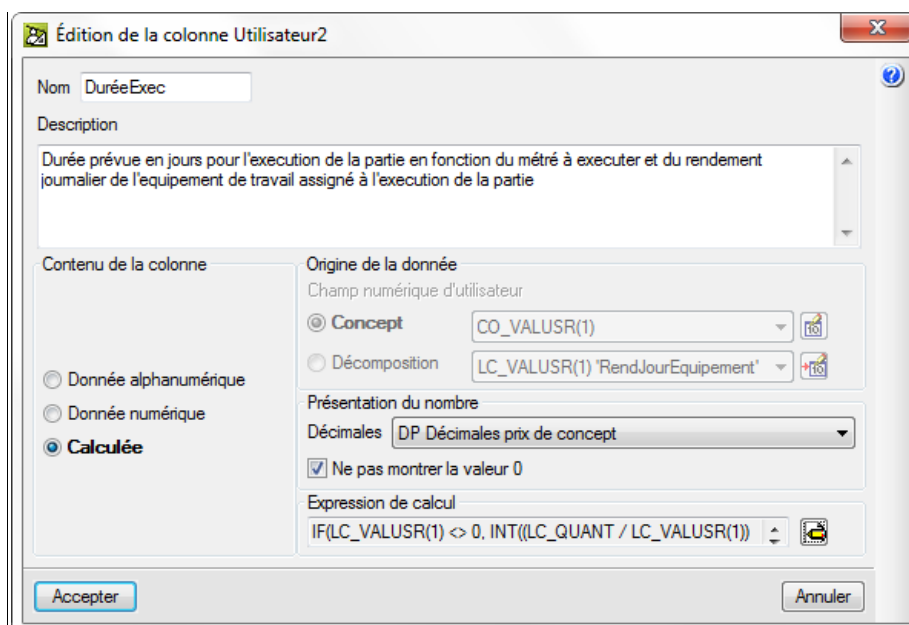 Édition de la colonne Utilisateur2
Nom DuréeExec
Description
Durée prévue en jours pour l'execution de la partie en fonction du métré à executer et du rendement
journalier de l'equipement de travail assigné à l'execution de la partie
Contenu de la colonne
Donnée alphanumérique
Donnée numérique
Calculée
Origine de la donnée
Champ numérique d'utilisateur
Concept CO_VALUSR(1)
Décomposition LC_VALUSR(1) "RendJourEquipement"
Présentation du nombre
Décimales DP Décimales prix de concept
Ne pas montrer la valeur 0
Expression de calcul
IF(LC_VALUSR(1) <> 0, INT((LC_QUANT / LC_VALUSR(1))
Accepter Annuler